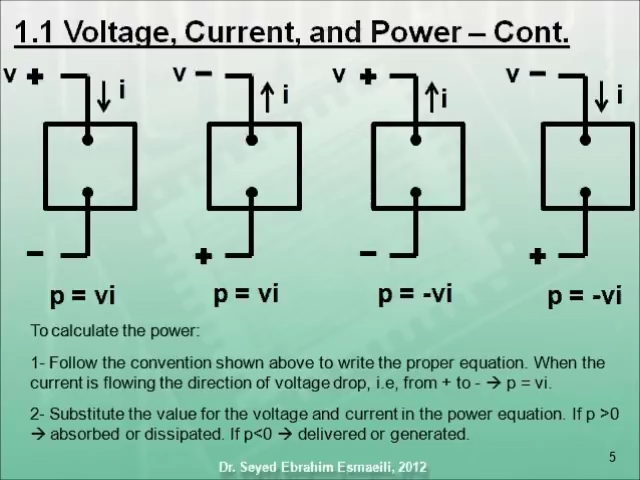 1.1 Voltage, Current, and Power – Cont.
v + i v – i v + i v – i
– + – +
p = vi p = vi p = -vi p = -vi
To calculate the power:
1- Follow the convention shown above to write the proper equation. When the
current is flowing the direction of voltage drop, i.e, from + to - → p = vi.
2- Substitute the value for the voltage and current in the power equation. If p >0
→ absorbed or dissipated. If p<0 → delivered or generated.
5
Dr. Seyed Ebrahim Esmaeili, 2012